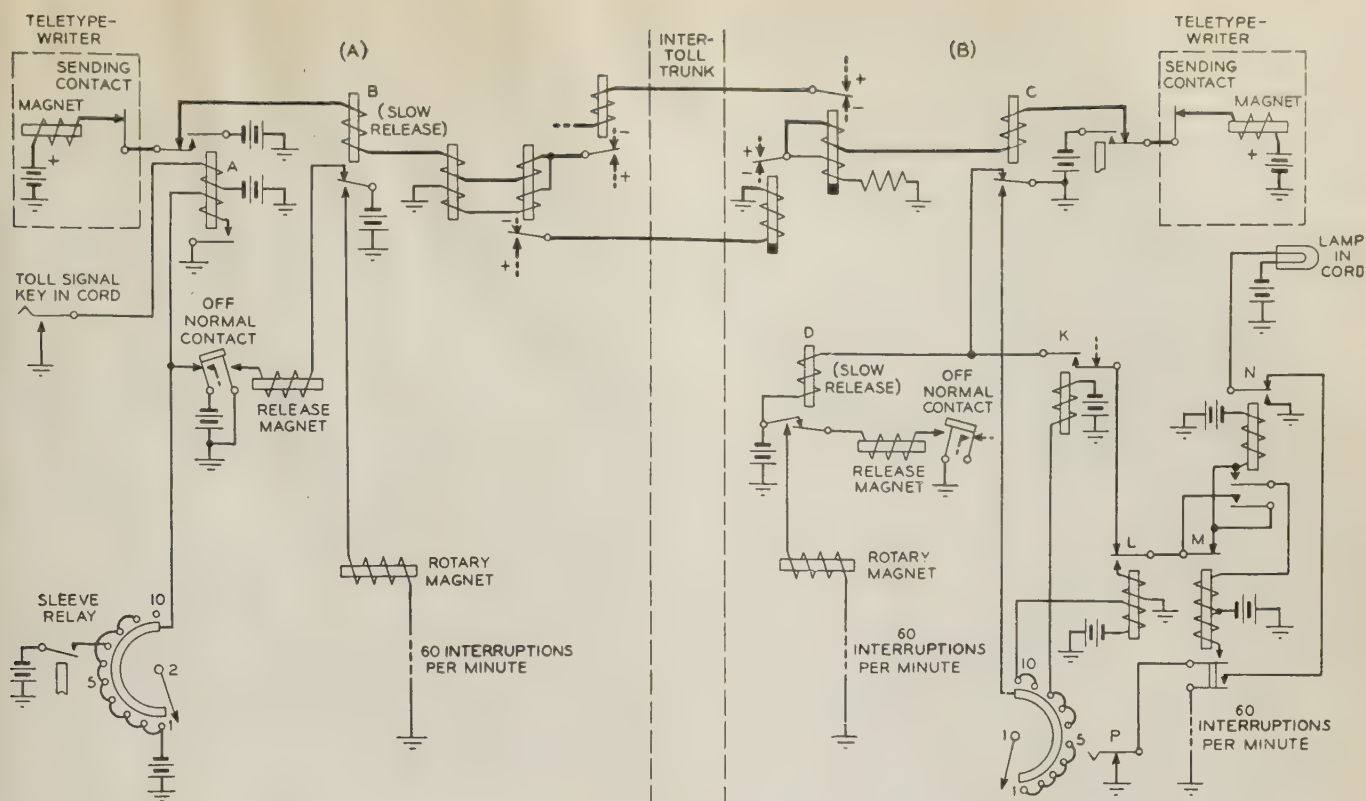 TELETYPE-
WRITER
(A)
INTER-
TOLL
TRUNK
(B)
TELETYPE-
WRITER
SENDING
CONTACT
MAGNET
+
B
(SLOW
RELEASE)
A
-
+
-
+
+
-
+
-
C
SENDING
CONTACT
MAGNET
+
TOLL SIGNAL
KEY IN CORD
OFF
NORMAL
CONTACT
RELEASE
MAGNET
LAMP
IN
CORD
D
(SLOW
RELEASE)
OFF
NORMAL
CONTACT
RELEASE
MAGNET
K
N
ROTARY
MAGNET
ROTARY
MAGNET
L
M
SLEEVE
RELAY
10
5
2
1
60 INTERRUPTIONS
PER MINUTE
60
INTERRUPTIONS
PER MINUTE
10
5
1
1
P
60
INTERRUPTIONS
PER MINUTE